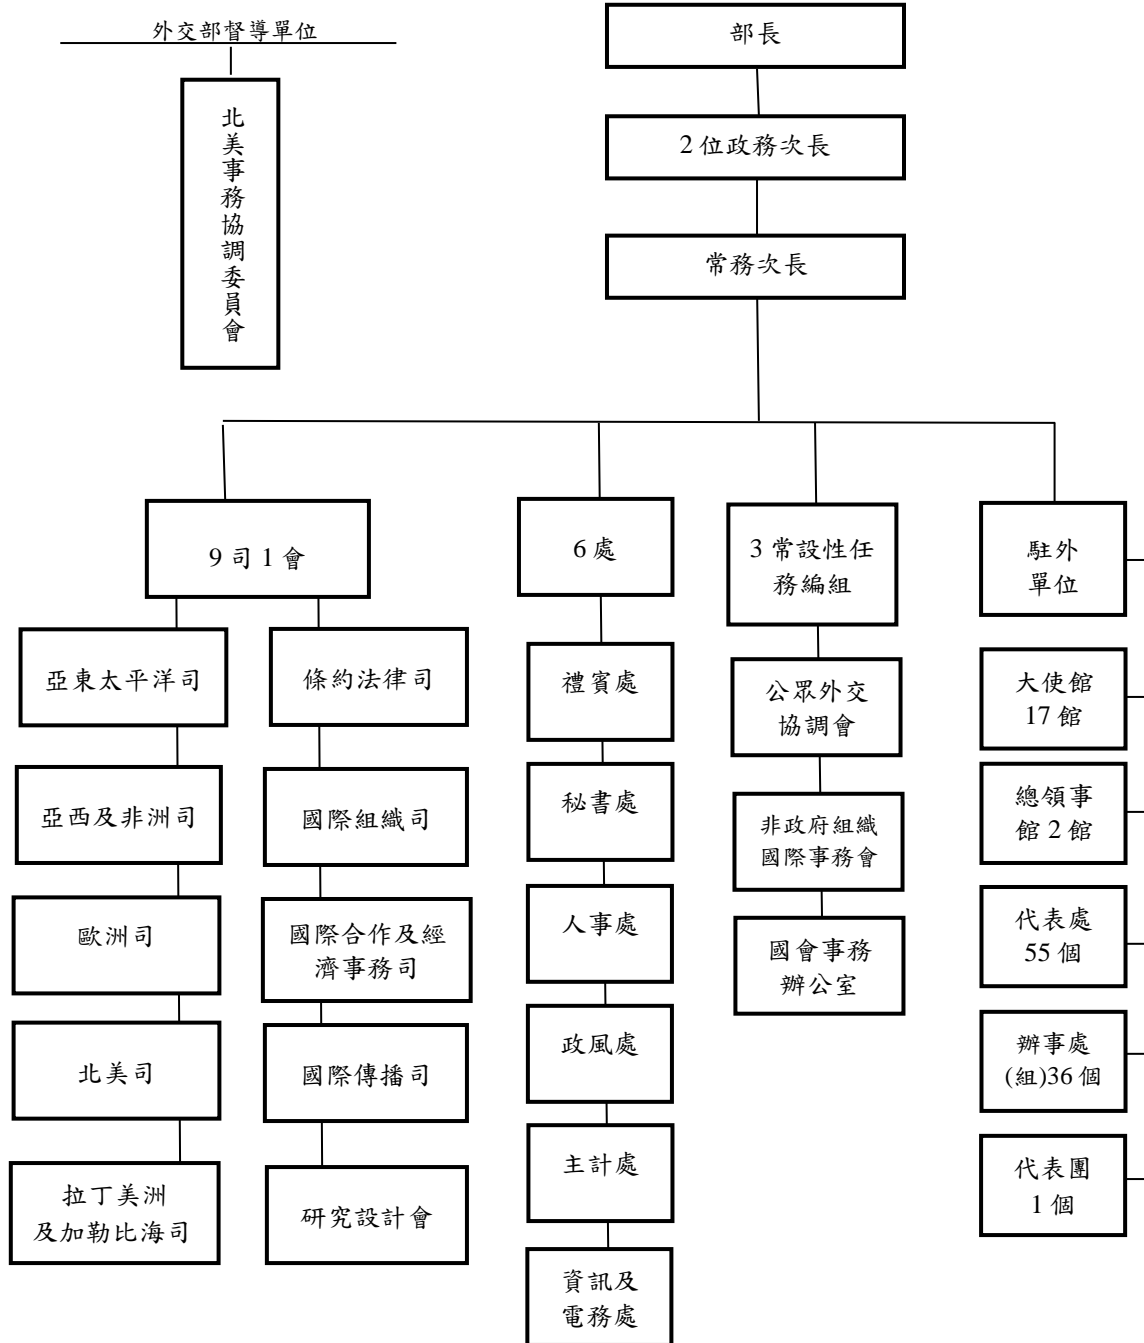 外交部督導單位
北美事務協調委員會
部長
2位政務次長
常務次長
9司1會
亞東太平洋司
亞西及非洲司
歐洲司
北美司
拉丁美洲
及加勒比海司
條約法律司
國際組織司
國際合作及經
濟事務司
國際傳播司
研究設計會
6處
禮賓處
秘書處
人事處
政風處
主計處
資訊及
電務處
3常設性任
務編組
公眾外交
協調會
非政府組織
國際事務會
國會事務
辦公室
駐外
單位
大使館
17館
總領事
館2館
代表處
55個
辦事處
(組)36個
代表團
1個